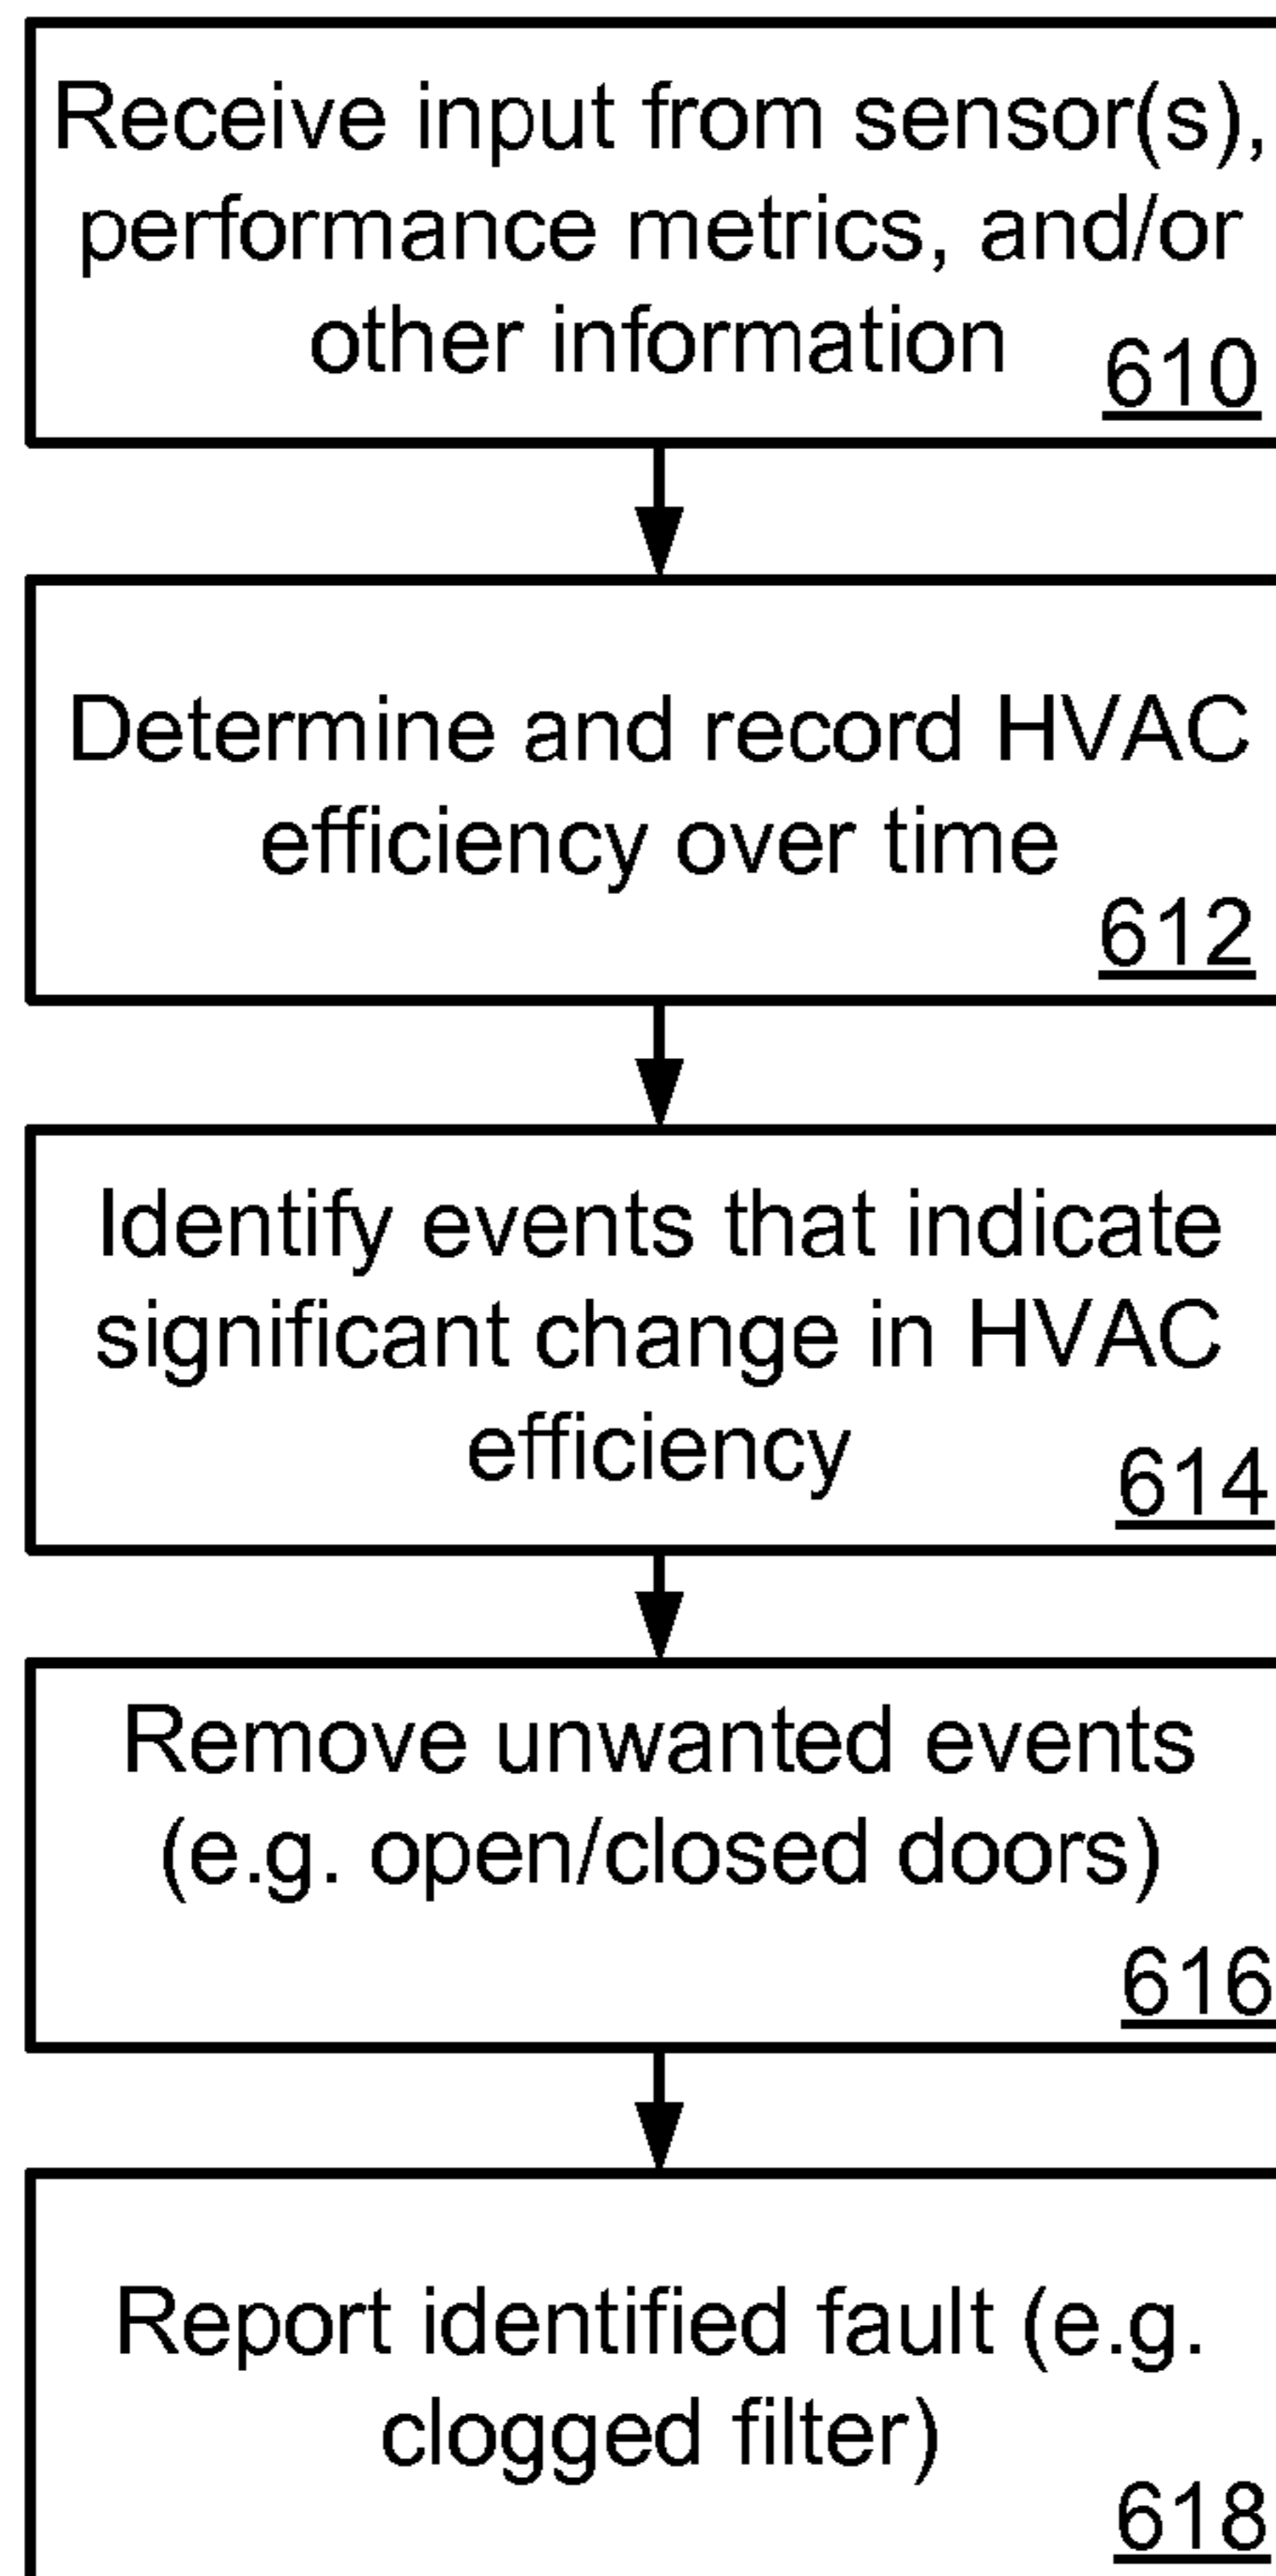 Receive input from sensor(s),
performance metrics, and/or
other information
610
Determine and record HVAC
efficiency over time
612
Identify events that indicate
significant change in HVAC
efficiency
614
Remove unwanted events
(e.g. open/closed doors)
616
Report identified fault (e.g.
clogged filter)
618